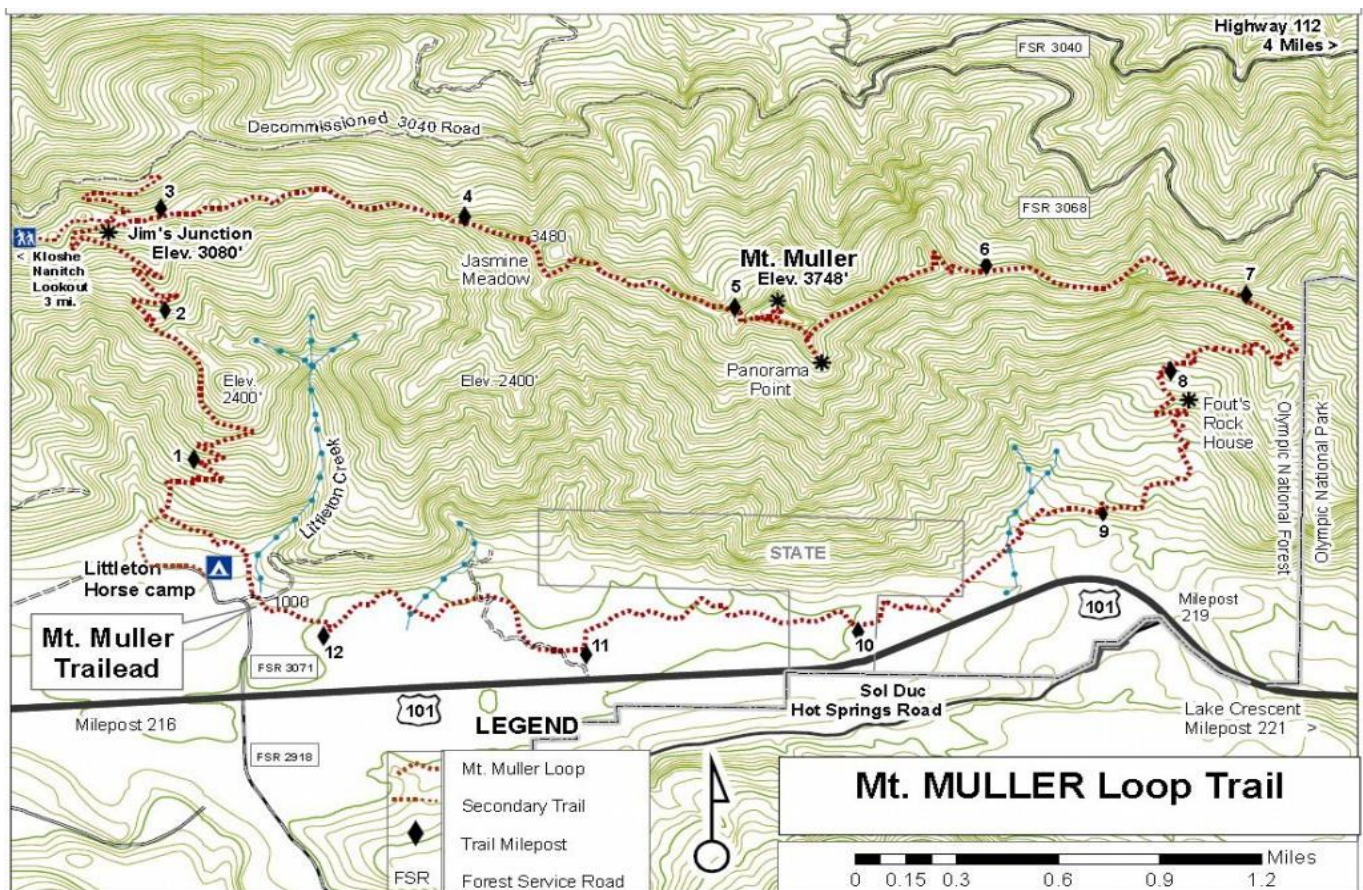 Highway 112
4 Miles >
FSR 3040
Decommissioned 3040 Road
3
4
FSR 3068
Jim's Junction
Elev. 3080'
3480
< Kloshe
Nanitch
Lookout
3 mi.
Jasmine
Meadow
Mt. Muller
Elev. 3748'
5
6
7
2
Panorama
Point
Elev.
2400'
Elev. 2400'
8
Fout's
Rock
House
Olympic National Forest
Olympic National Park
1
Littleton Creek
9
STATE
Littleton
Horse camp
1000
Mt. Muller
Trailead
12
11
10
101
Milepost
219
FSR 3071
Milepost 216
101
Sol Duc
Hot Springs Road
Lake Crescent
Milepost 221 >
FSR 2918
LEGEND
Mt. Muller Loop
Secondary Trail
Trail Milepost
FSR
Forest Service Road
Mt. MULLER Loop Trail
Miles
0 0.15 0.3 0.6 0.9 1.2